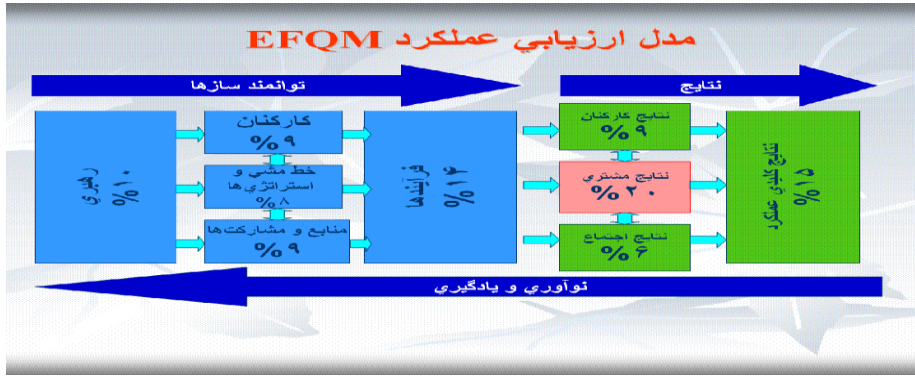 مدل ارزيابي عملكرد EFQM
توانمند سازها
نتايج
رهبري
%۱۰
كاركنان
%۹
خط مشي و
استراتژي ها
%۸
منابع و مشاركت‌ها
%۹
فرآيندها
%۱۴
نتايج كاركنان
%۹
نتايج مشتري
%۲۰
نتايج اجتماع
%۶
نتايج كليدي عملكرد
%۱۵
نوآوري و يادگيري